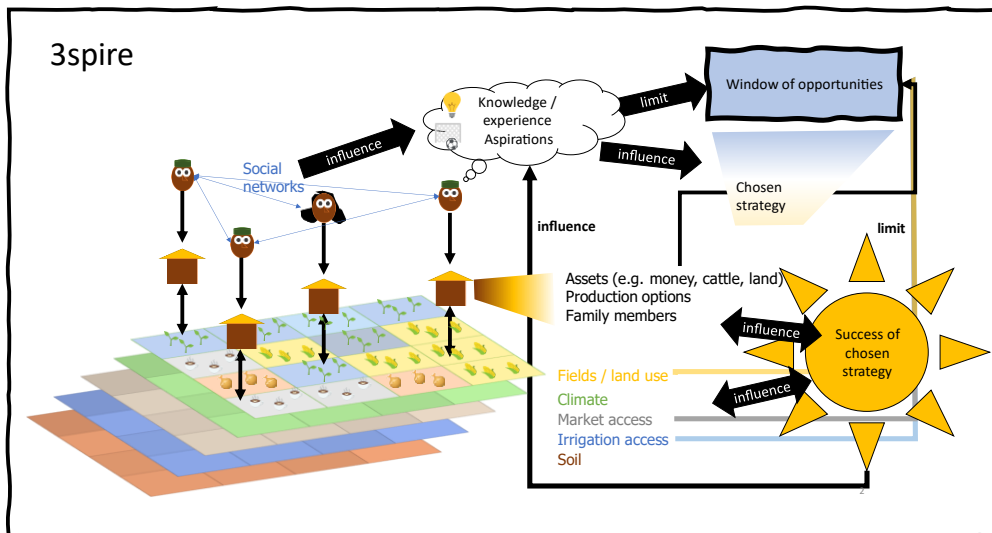 3spire
Window of opportunities
limit
Knowledge /
experience
Aspirations
influence
influence
Social
networks
Chosen
strategy
influence
limit
Assets (e.g. money, cattle, land)
Production options
Family members
influence
Success of
chosen
strategy
Fields / land use
influence
Climate
Market access
Irrigation access
Soil
2